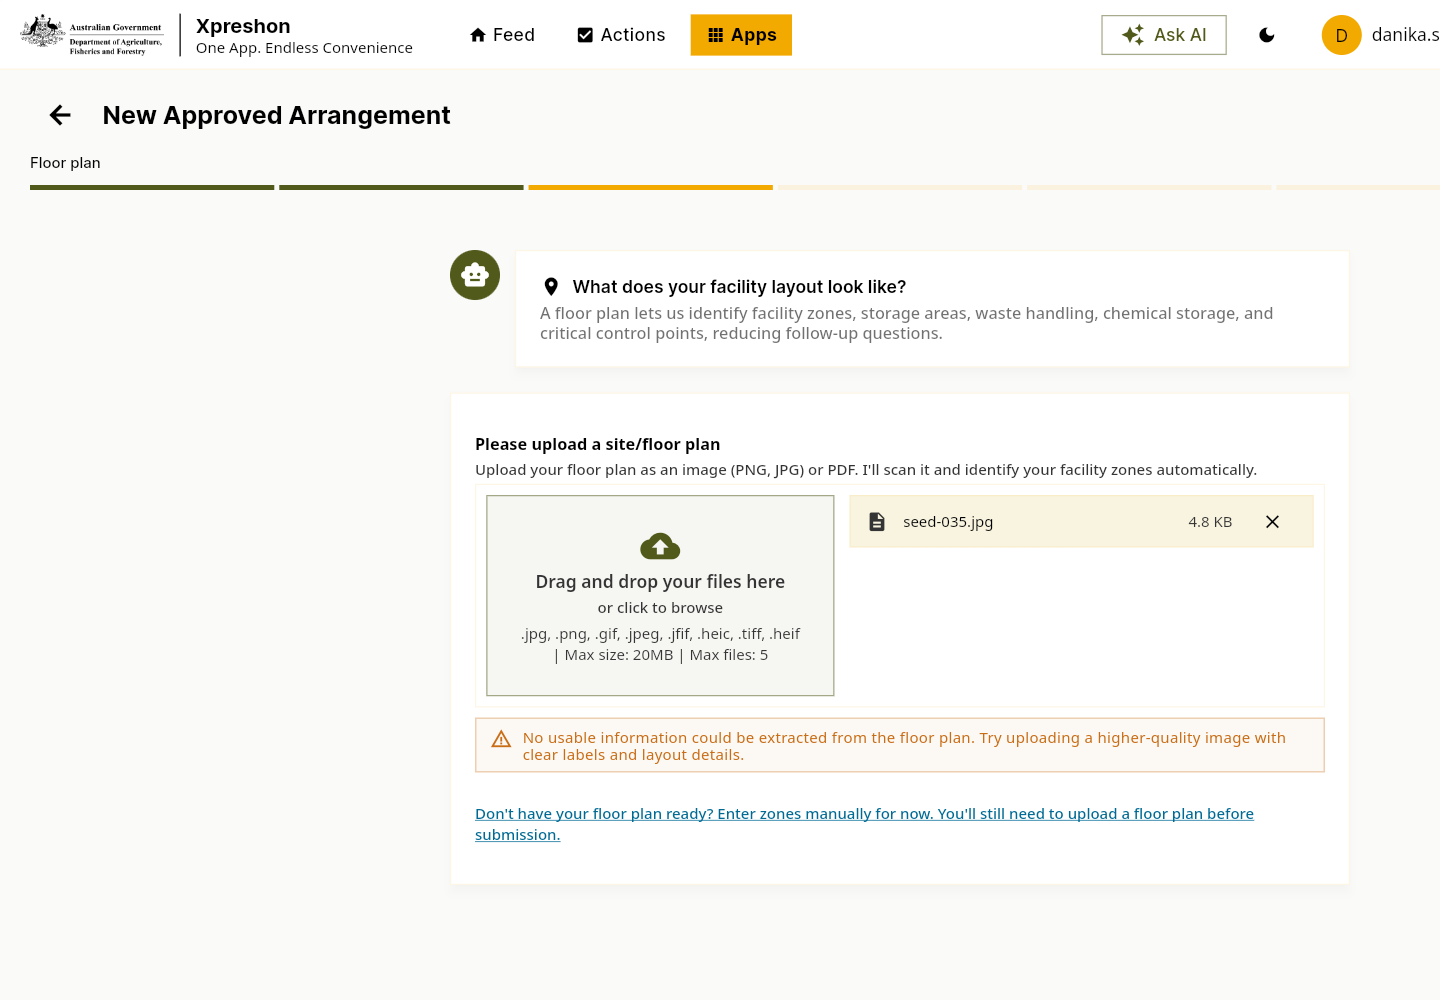 Australian Government
Department of Agriculture,
Fisheries and Forestry
Xpreshon
One App. Endless Convenience
Feed
Actions
Apps
Ask AI
D
danika.s
New Approved Arrangement
Floor plan
What does your facility layout look like?
A floor plan lets us identify facility zones, storage areas, waste handling, chemical storage, and
critical control points, reducing follow-up questions.
Please upload a site/floor plan
Upload your floor plan as an image (PNG, JPG) or PDF. I'll scan it and identify your facility zones automatically.
Drag and drop your files here
or click to browse
.jpg, .png, .gif, .jpeg, .jfif, .heic, .tiff, .heif
| Max size: 20MB | Max files: 5
seed-035.jpg
4.8 KB
No usable information could be extracted from the floor plan. Try uploading a higher-quality image with
clear labels and layout details.
Don't have your floor plan ready? Enter zones manually for now. You'll still need to upload a floor plan before
submission.